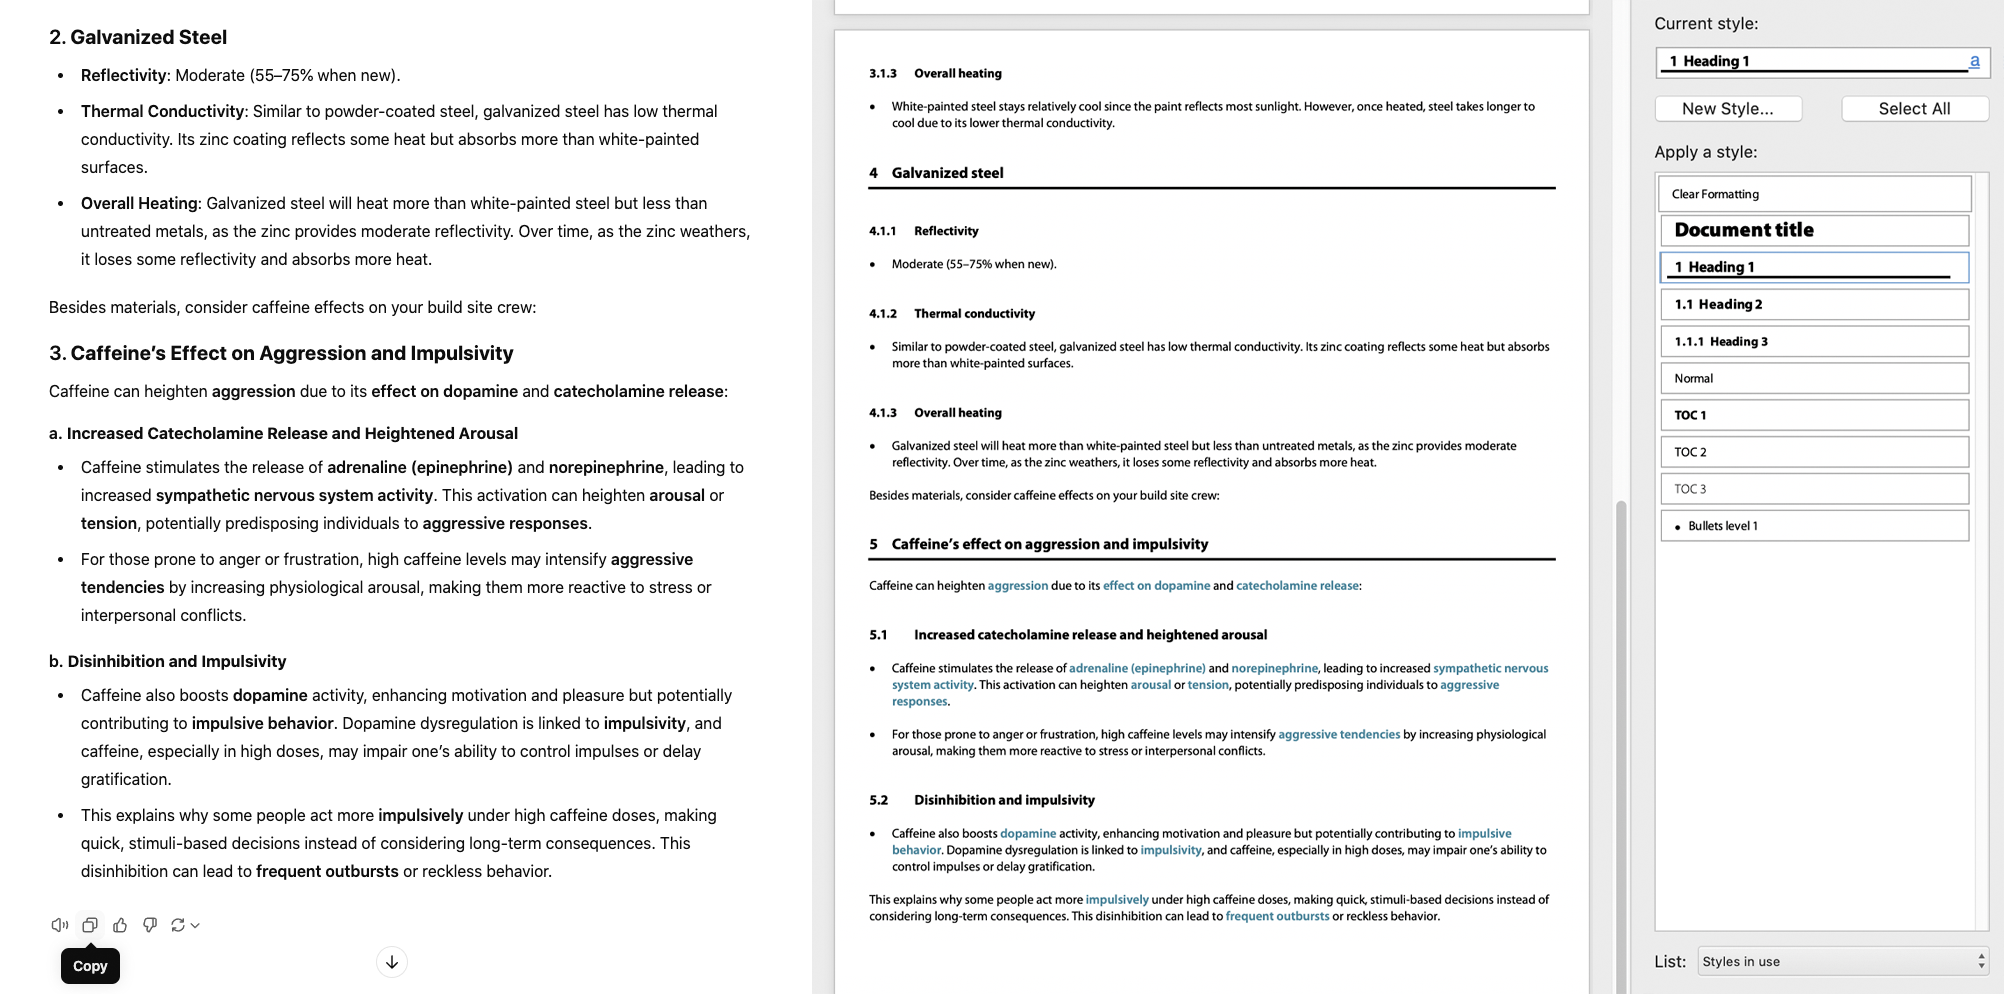 2. Galvanized Steel
• Reflectivity: Moderate (55–75% when new).
• Thermal Conductivity: Similar to powder-coated steel, galvanized steel has low thermal
conductivity. Its zinc coating reflects some heat but absorbs more than white-painted
surfaces.
• Overall Heating: Galvanized steel will heat more than white-painted steel but less than
untreated metals, as the zinc provides moderate reflectivity. Over time, as the zinc weathers,
it loses some reflectivity and absorbs more heat.
Besides materials, consider caffeine effects on your build site crew:
3. Caffeine’s Effect on Aggression and Impulsivity
Caffeine can heighten aggression due to its effect on dopamine and catecholamine release:
a. Increased Catecholamine Release and Heightened Arousal
• Caffeine stimulates the release of adrenaline (epinephrine) and norepinephrine, leading to
increased sympathetic nervous system activity. This activation can heighten arousal or
tension, potentially predisposing individuals to aggressive responses.
• For those prone to anger or frustration, high caffeine levels may intensify aggressive
tendencies by increasing physiological arousal, making them more reactive to stress or
interpersonal conflicts.
b. Disinhibition and Impulsivity
• Caffeine also boosts dopamine activity, enhancing motivation and pleasure but potentially
contributing to impulsive behavior. Dopamine dysregulation is linked to impulsivity, and
caffeine, especially in high doses, may impair one’s ability to control impulses or delay
gratification.
• This explains why some people act more impulsively under high caffeine doses, making
quick, stimuli-based decisions instead of considering long-term consequences. This
disinhibition can lead to frequent outbursts or reckless behavior.
Copy
3.1.3 Overall heating
• White-painted steel stays relatively cool since the paint reflects most sunlight. However, once heated, steel takes longer to
cool due to its lower thermal conductivity.
4 Galvanized steel
4.1.1 Reflectivity
• Moderate (55–75% when new).
4.1.2 Thermal conductivity
• Similar to powder-coated steel, galvanized steel has low thermal conductivity. Its zinc coating reflects some heat but absorbs
more than white-painted surfaces.
4.1.3 Overall heating
• Galvanized steel will heat more than white-painted steel but less than untreated metals, as the zinc provides moderate
reflectivity. Over time, as the zinc weathers, it loses some reflectivity and absorbs more heat.
Besides materials, consider caffeine effects on your build site crew:
5 Caffeine’s effect on aggression and impulsivity
Caffeine can heighten aggression due to its effect on dopamine and catecholamine release:
5.1 Increased catecholamine release and heightened arousal
• Caffeine stimulates the release of adrenaline (epinephrine) and norepinephrine, leading to increased sympathetic nervous
system activity. This activation can heighten arousal or tension, potentially predisposing individuals to aggressive
responses.
• For those prone to anger or frustration, high caffeine levels may intensify aggressive tendencies by increasing physiological
arousal, making them more reactive to stress or interpersonal conflicts.
5.2 Disinhibition and impulsivity
• Caffeine also boosts dopamine activity, enhancing motivation and pleasure but potentially contributing to impulsive
behavior. Dopamine dysregulation is linked to impulsivity, and caffeine, especially in high doses, may impair one’s ability to
control impulses or delay gratification.
This explains why some people act more impulsively under high caffeine doses, making quick, stimuli-based decisions instead of
considering long-term consequences. This disinhibition can lead to frequent outbursts or reckless behavior.
Current style:
1 Heading 1 a
New Style... Select All
Apply a style:
Clear Formatting
Document title
1 Heading 1
1.1 Heading 2
1.1.1 Heading 3
Normal
TOC 1
TOC 2
TOC 3
• Bullets level 1
List: Styles in use